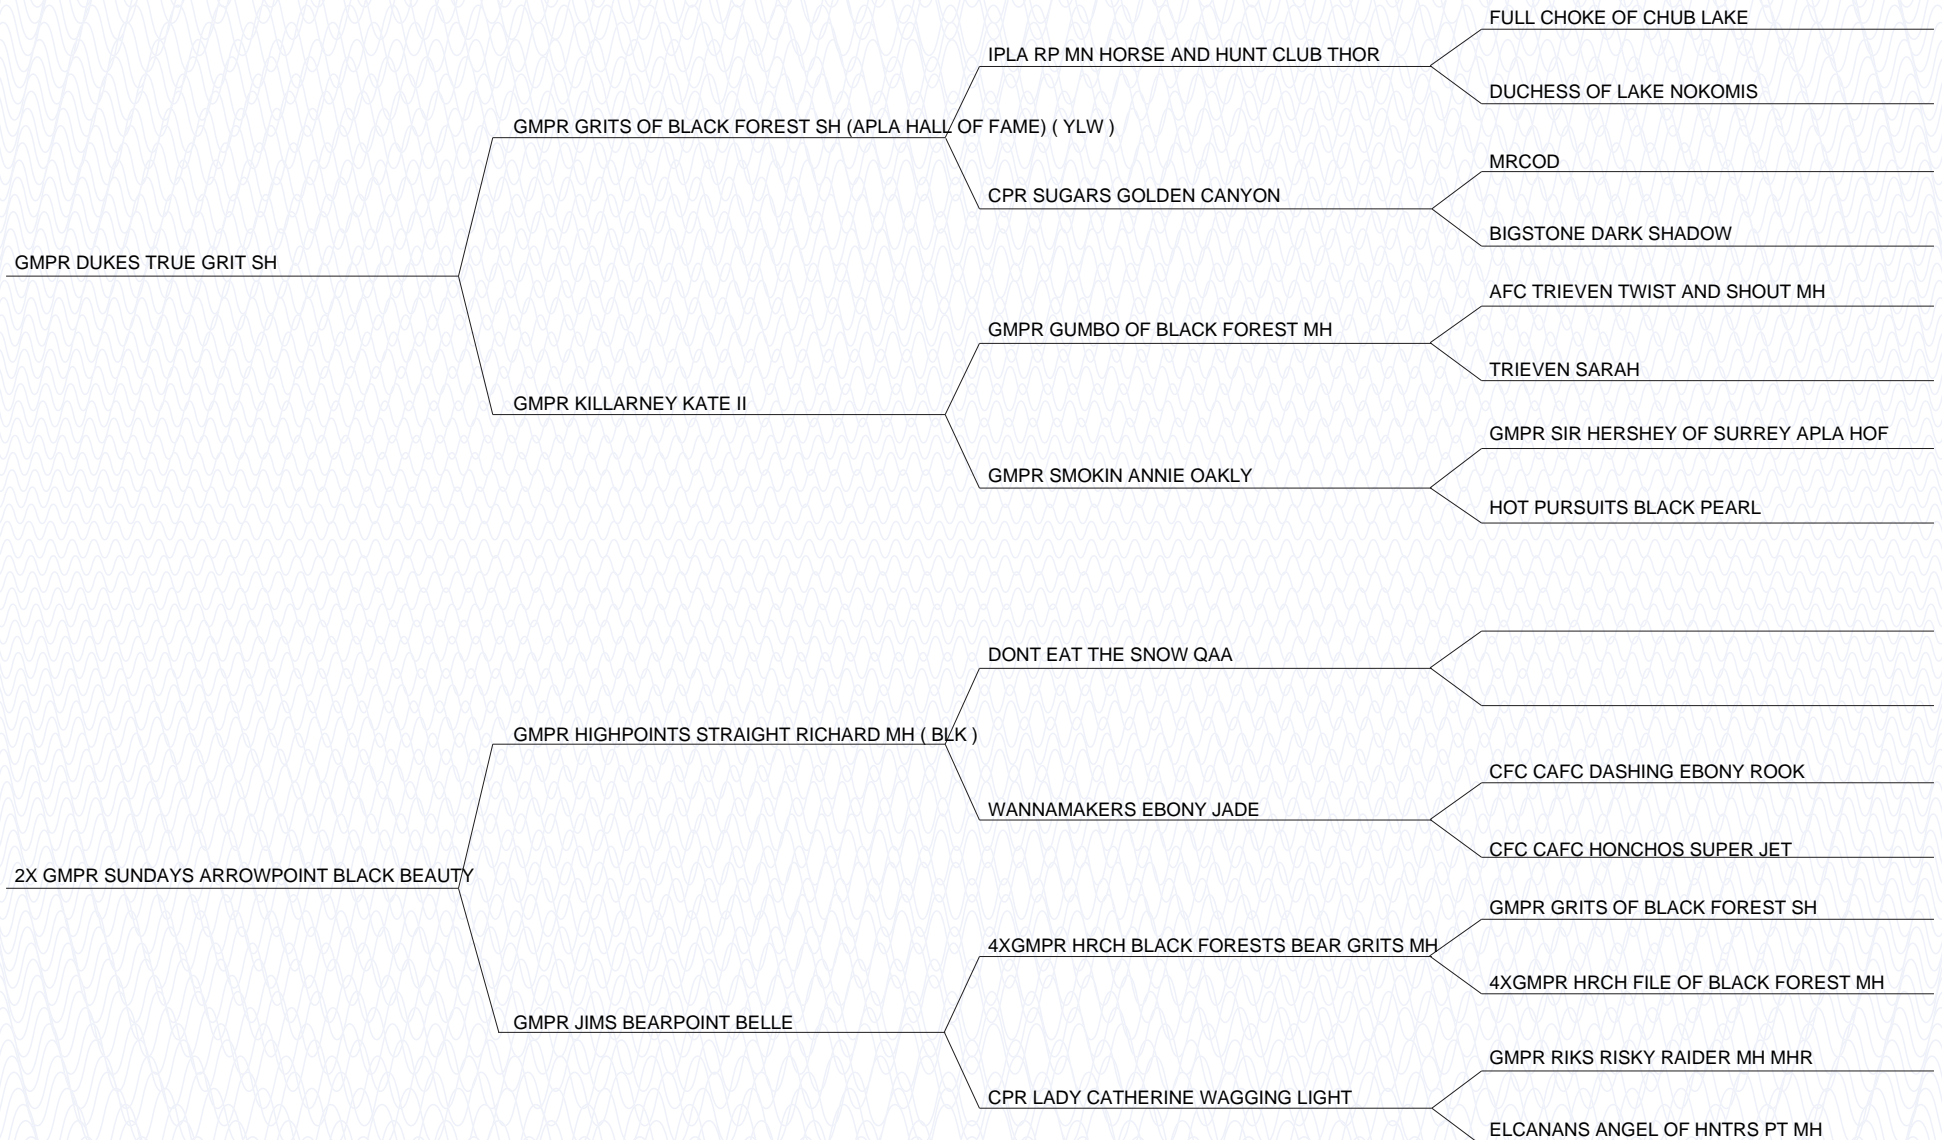 FULL CHOKE OF CHUB LAKE
IPLA RP MN HORSE AND HUNT CLUB THOR
DUCHESS OF LAKE NOKOMIS
GMPR GRITS OF BLACK FOREST SH (APLA HALL OF FAME) ( YLW )
MRCOD
CPR SUGARS GOLDEN CANYON
BIGSTONE DARK SHADOW
GMPR DUKES TRUE GRIT SH
AFC TRIEVEN TWIST AND SHOUT MH
GMPR GUMBO OF BLACK FOREST MH
TRIEVEN SARAH
GMPR KILLARNEY KATE II
GMPR SIR HERSHEY OF SURREY APLA HOF
GMPR SMOKIN ANNIE OAKLY
HOT PURSUITS BLACK PEARL
DONT EAT THE SNOW QAA
GMPR HIGHPOINTS STRAIGHT RICHARD MH ( BLK )
CFC CAFC DASHING EBONY ROOK
WANNAMAKERS EBONY JADE
CFC CAFC HONCHOS SUPER JET
2X GMPR SUNDAYS ARROWPOINT BLACK BEAUTY
GMPR GRITS OF BLACK FOREST SH
4XGMPR HRCH BLACK FORESTS BEAR GRITS MH
4XGMPR HRCH FILE OF BLACK FOREST MH
GMPR JIMS BEARPOINT BELLE
GMPR RIKS RISKY RAIDER MH MHR
CPR LADY CATHERINE WAGGING LIGHT
ELCANANS ANGEL OF HNTRS PT MH